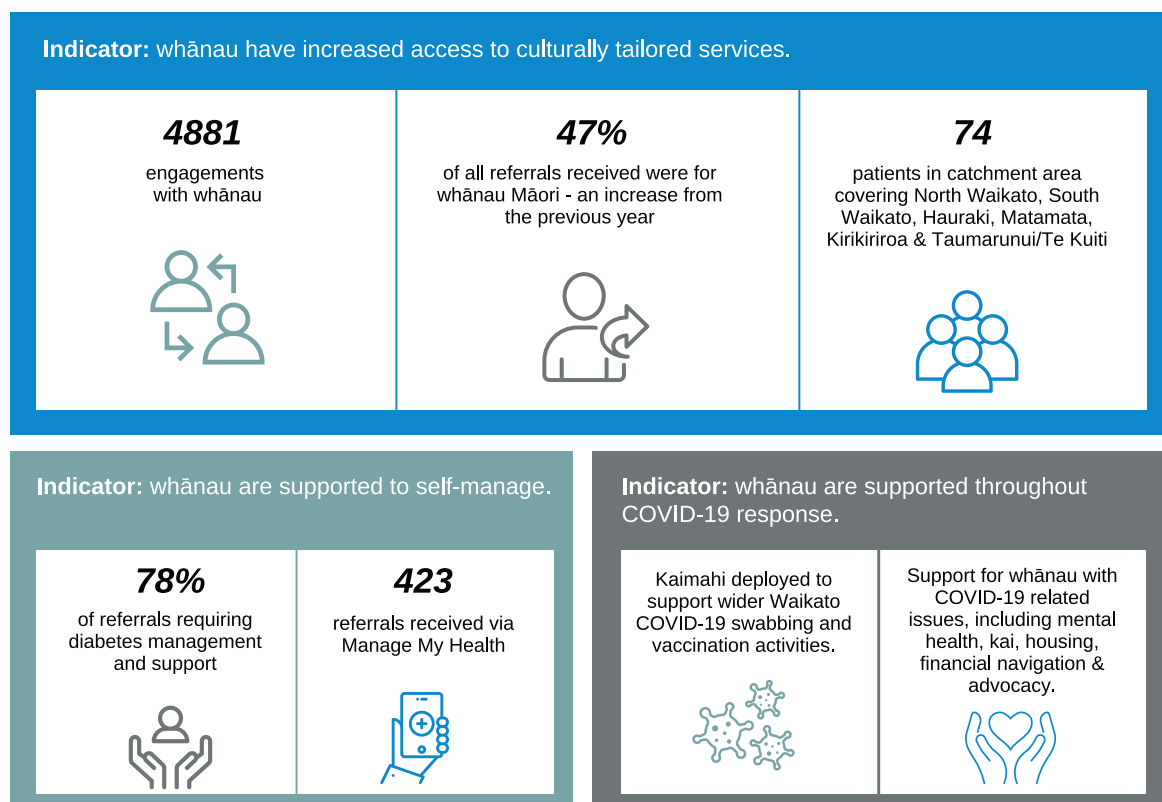 Indicator: whānau have increased access to culturally tailored services.
4881
engagements
with whānau
47%
of all referrals received were for
whānau Māori - an increase from
the previous year
74
patients in catchment area
covering North Waikato, South
Waikato, Hauraki, Matamata,
Kirikiriroa & Taumarunui/Te Kuiti
Indicator: whānau are supported to self-manage.
78%
of referrals requiring
diabetes management
and support
423
referrals received via
Manage My Health
Indicator: whānau are supported throughout
COVID-19 response.
Kaimahi deployed to
support wider Waikato
COVID-19 swabbing and
vaccination activities.
Support for whānau with
COVID-19 related
issues, including mental
health, kai, housing,
financial navigation &
advocacy.